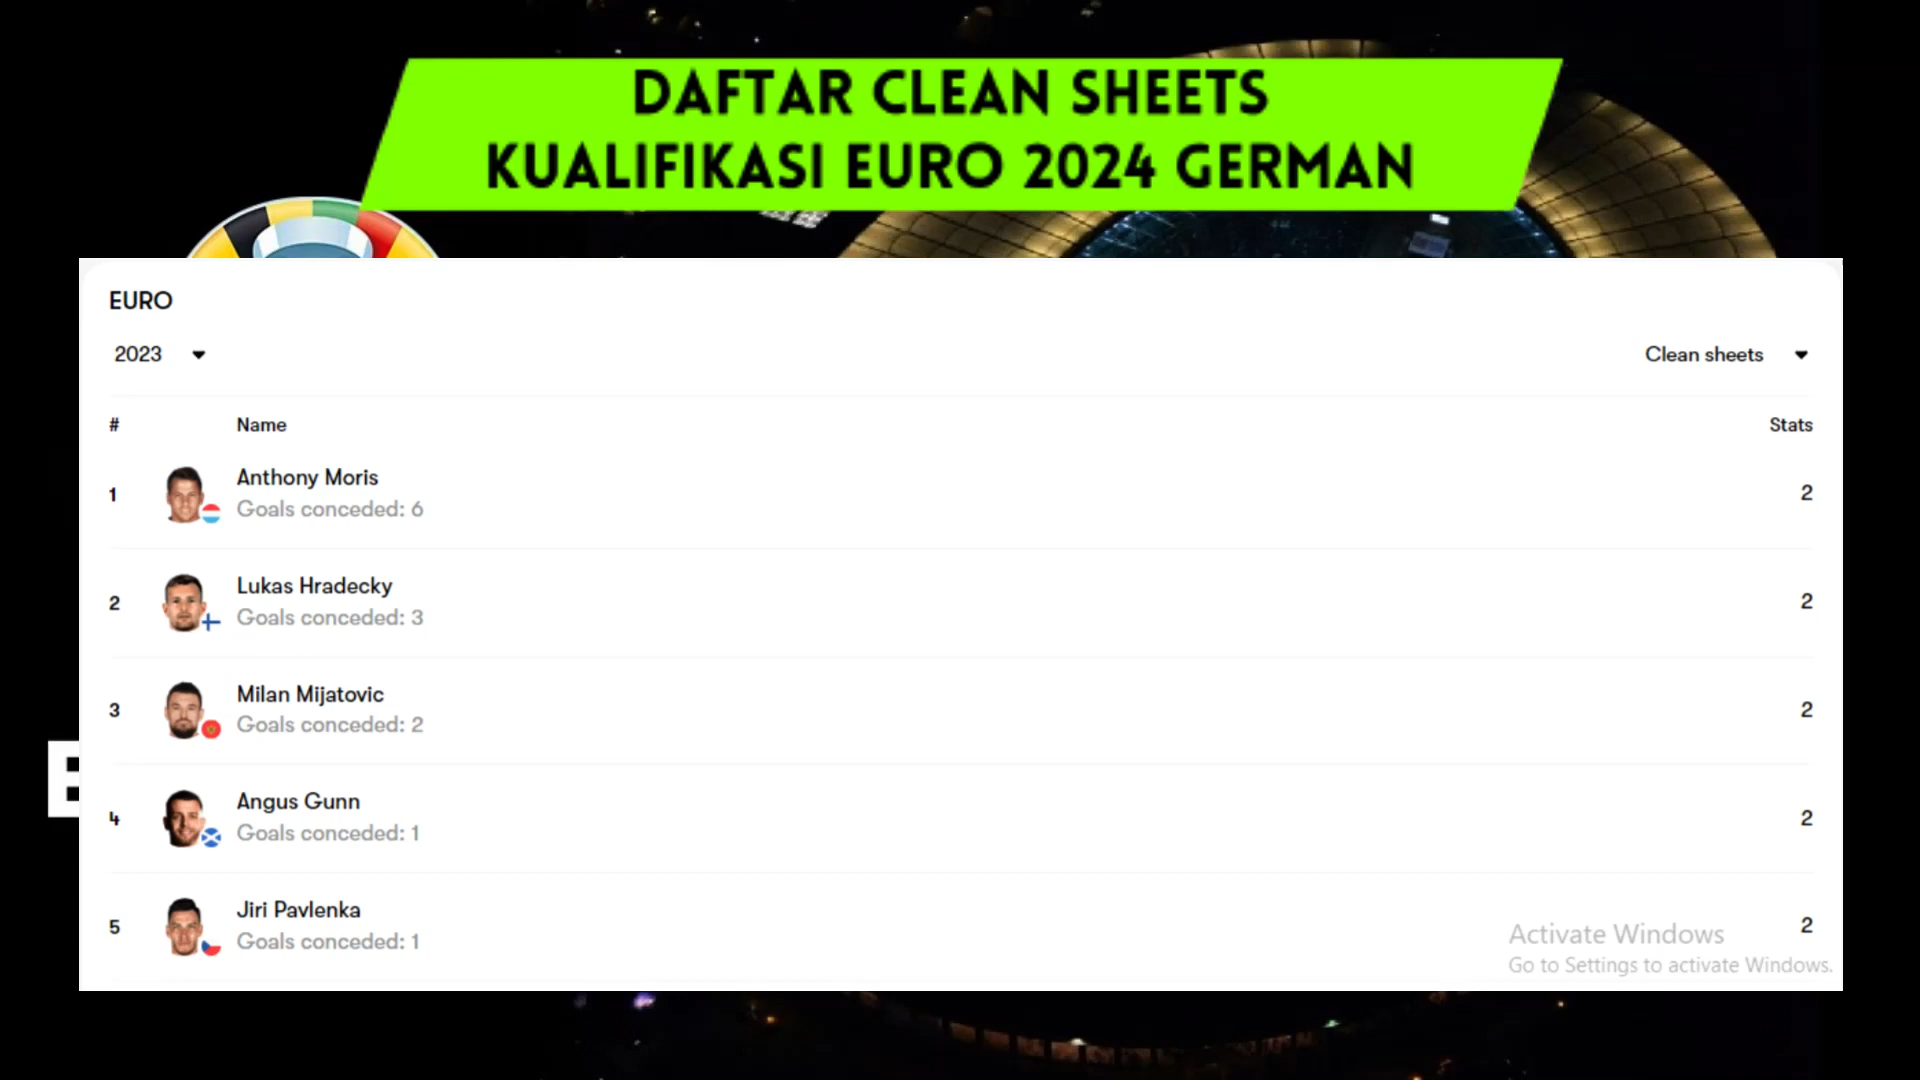 DAFTAR CLEAN SHEETS
KUALIFIKASI EURO 2024 GERMAN
EURO
2023
Clean sheets
# Name Stats
1 Anthony Moris 2
Goals conceded: 6
2 Lukas Hradecky 2
Goals conceded: 3
3 Milan Mijatovic 2
Goals conceded: 2
4 Angus Gunn 2
Goals conceded: 1
5 Jiri Pavlenka 2
Goals conceded: 1
Activate Windows
Go to Settings to activate Windows.